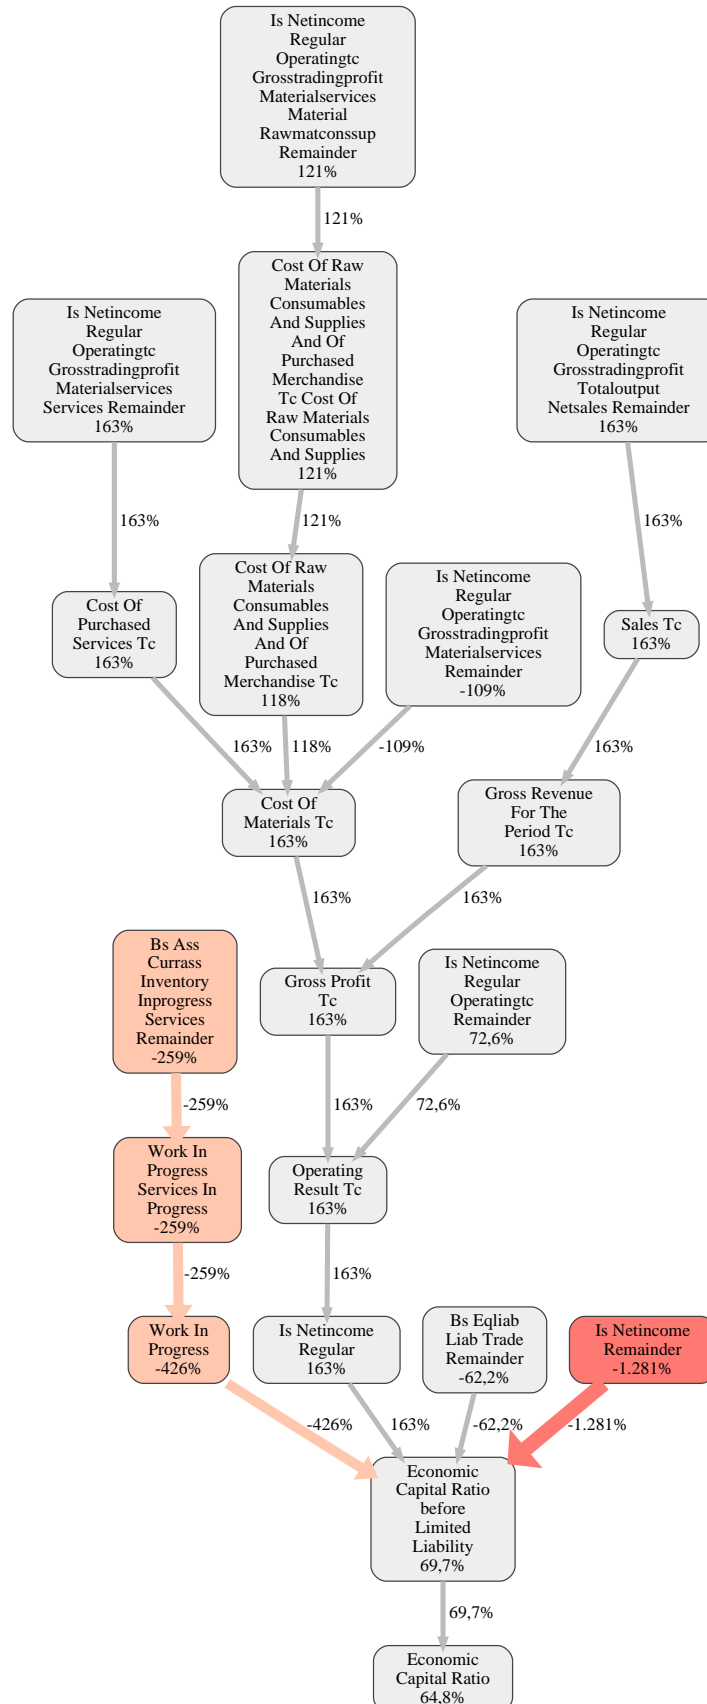 Is Netincome
Regular
Operatingtc
Grosstradingprofit
Materialservices
Material
Rawmatconssup
Remainder
121%
121%
Cost Of Raw
Materials
Consumables
And Supplies
And Of
Purchased
Merchandise
Tc Cost Of
Raw Materials
Consumables
And Supplies
121%
Is Netincome
Regular
Operatingtc
Grosstradingprofit
Materialservices
Services Remainder
163%
Is Netincome
Regular
Operatingtc
Grosstradingprofit
Totaloutput
Netsales Remainder
163%
163%
121%
163%
Cost Of
Purchased
Services Tc
163%
Cost Of Raw
Materials
Consumables
And Supplies
And Of
Purchased
Merchandise Tc
118%
Is Netincome
Regular
Operatingtc
Grosstradingprofit
Materialservices
Remainder
-109%
Sales Tc
163%
163%
118%
-109%
163%
Cost Of
Materials Tc
163%
Gross Revenue
For The
Period Tc
163%
163%
163%
Bs Ass
Currass
Inventory
Inprogress
Services
Remainder
-259%
Gross Profit
Tc
163%
Is Netincome
Regular
Operatingtc
Remainder
72,6%
-259%
163%
72,6%
Work In
Progress
Services In
Progress
-259%
Operating
Result Tc
163%
-259%
163%
Work In
Progress
-426%
Is Netincome
Regular
163%
Bs Eqliab
Liab Trade
Remainder
-62,2%
Is Netincome
Remainder
-1.281%
-426%
163%
-62,2%
-1.281%
Economic
Capital Ratio
before
Limited
Liability
69,7%
69,7%
Economic
Capital Ratio
64,8%